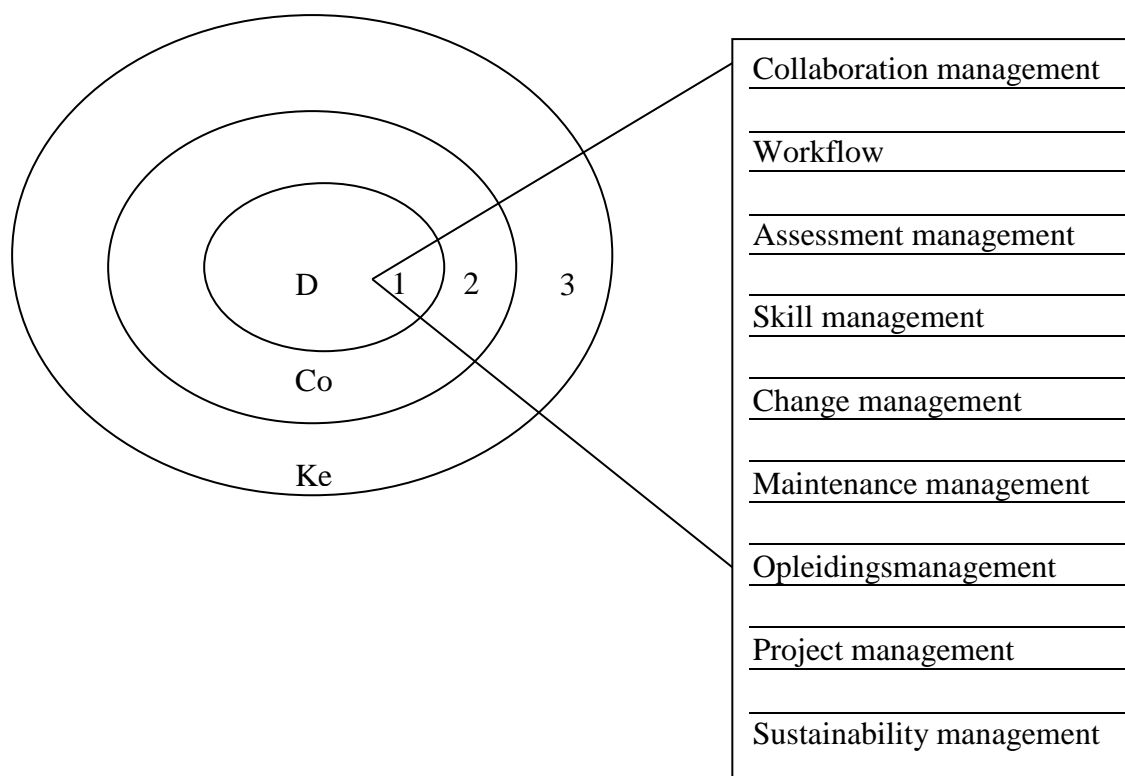 Collaboration management
Workflow
Assessment management
D 1 2 3
Skill management
Co
Change management
Ke
Maintenance management
Opleidingsmanagement
Project management
Sustainability management